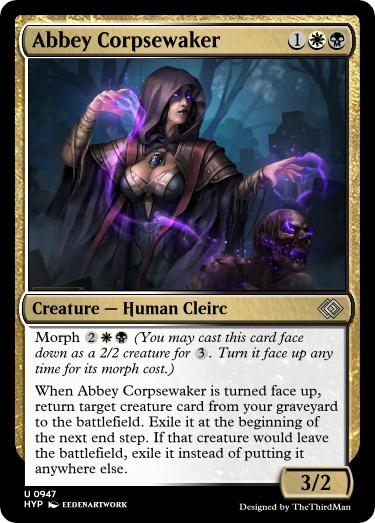 Abbey Corpsewaker 1
Creature — Human Cleirc
Morph 2 (You may cast this card face
down as a 2/2 creature for 3. Turn it face up any
time for its morph cost.)
When Abbey Corpsewaker is turned face up,
return target creature card from your graveyard
to the battlefield. Exile it at the beginning of
the next end step. If that creature would leave
the battlefield, exile it instead of putting it
anywhere else.
3/2
U 0947
HYP EEDENARTWORK
Designed by TheThirdMan